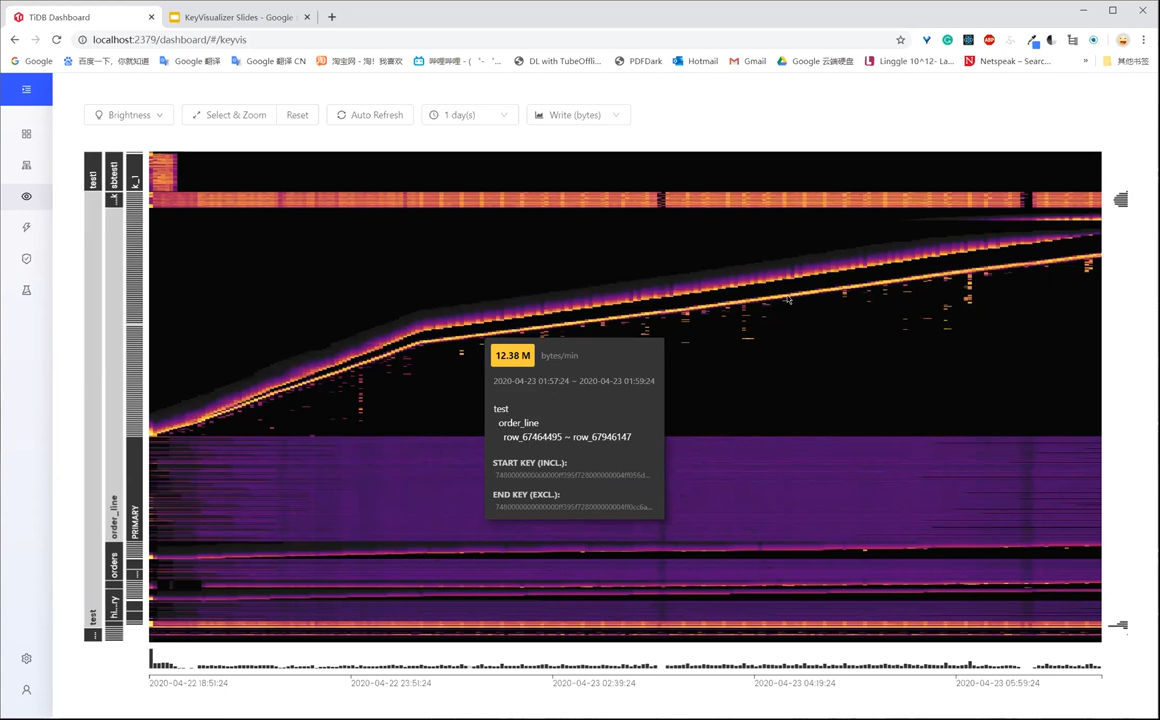 TiDB Dashboard
KeyVisualizer Slides - Google
localhost:2379/dashboard/#/keyvis
Google
百度一下，你就知道
Google 翻译
Google 翻译 CN
淘宝网 - 淘！我喜欢
哔哩哔哩 ( ゜- ゜...
DL with TubeOffli...
PDFDark
Hotmail
Gmail
Google 云端硬盘
Linggle 10^12- La...
Netspeak – Searc...
»
其他书签
Brightness
Select & Zoom
Reset
Auto Refresh
1 day(s)
Write (bytes)
test1
sbtest1
k_1
...k
12.38 M
bytes/min
2020-04-23 01:57:24 ~ 2020-04-23 01:59:24
test
order_line
row_67464495 ~ row_67946147
START KEY (INCL.):
END KEY (EXCL.):
order_line
PRIMARY
orders
...
hi...ry
test
...
2020-04-22 18:51:24
2020-04-22 23:51:24
2020-04-23 02:39:24
2020-04-23 04:19:24
2020-04-23 05:59:24